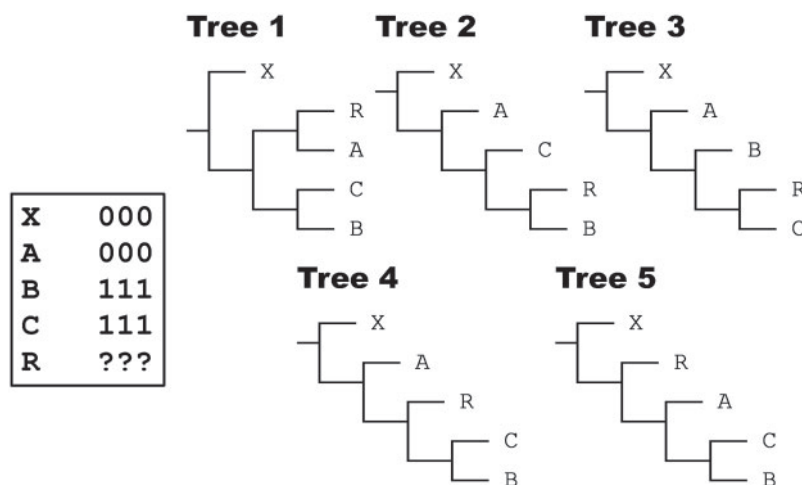 Tree 1
X
R
A
C
B
Tree 2
X
A
C
R
B
Tree 3
X
A
B
R
C
X 000
A 000
B 111
C 111
R ???
Tree 4
X
A
R
C
B
Tree 5
X
R
A
C
B